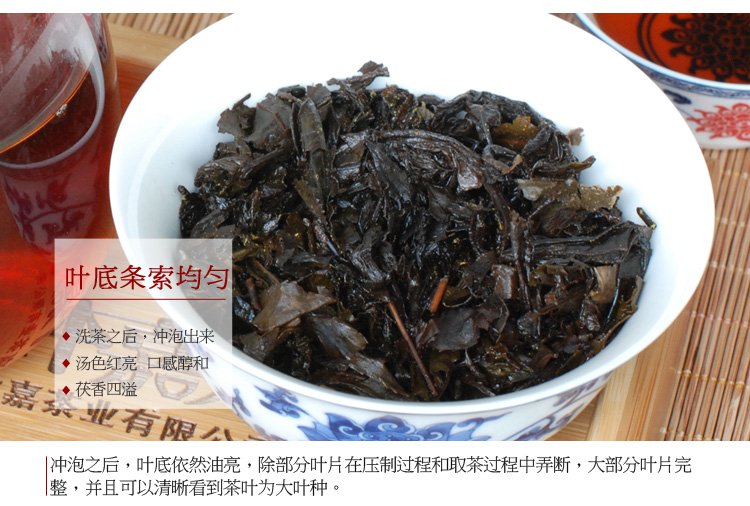 叶底条索均匀
洗茶之后，冲泡出来
汤色红亮 口感醇和
茯香四溢
嘉茶业有限公
冲泡之后，叶底依然油亮，除部分叶片在压制过程和取茶过程中弄断，大部分叶片完
整，并且可以清晰看到茶叶为大叶种。